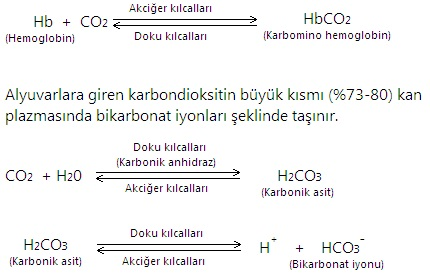 Akciğer kılcalları
Hb + CO2 HbCO2
(Hemoglobin) Doku kılcalları (Karbomino hemoglobin)
Alyuvarlara giren karbondioksitin büyük kısmı (%73-80) kan
plazmasında bikarbonat iyonları şeklinde taşınır.
Doku kılcalları
(Karbonik anhidraz)
CO2 + H20 H2CO3
Akciğer kılcalları (Karbonik asit)
Doku kılcalları
H2CO3 H+ + HCO3-
(Karbonik asit) Akciğer kılcalları (Bikarbonat iyonu)